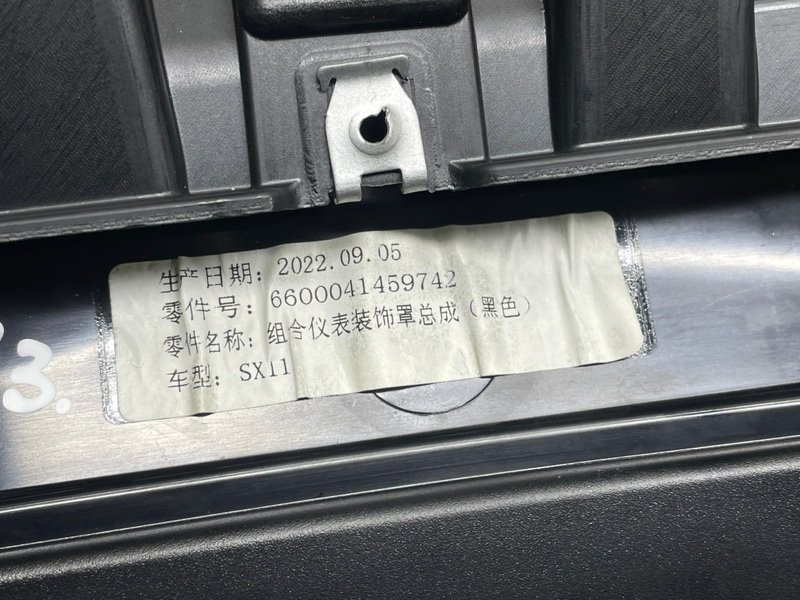 生产日期: 2022.09.05
零件号: 6600041459742
零件名称: 组合仪表装饰罩总成(黑色)
车型: SX11
3.